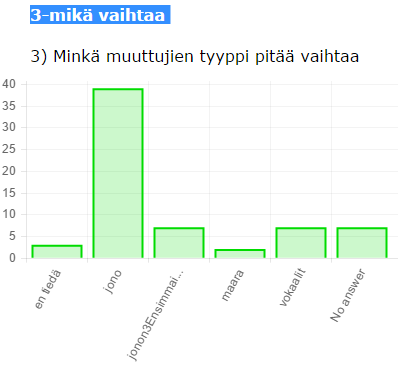 3-mikä vaihtaa
3) Minkä muuttujien tyyppi pitää vaihtaa
40
35
30
25
20
15
10
5
0
en tiedä
jono
jonon3Ensimmai...
maara
vokaalit
No answer